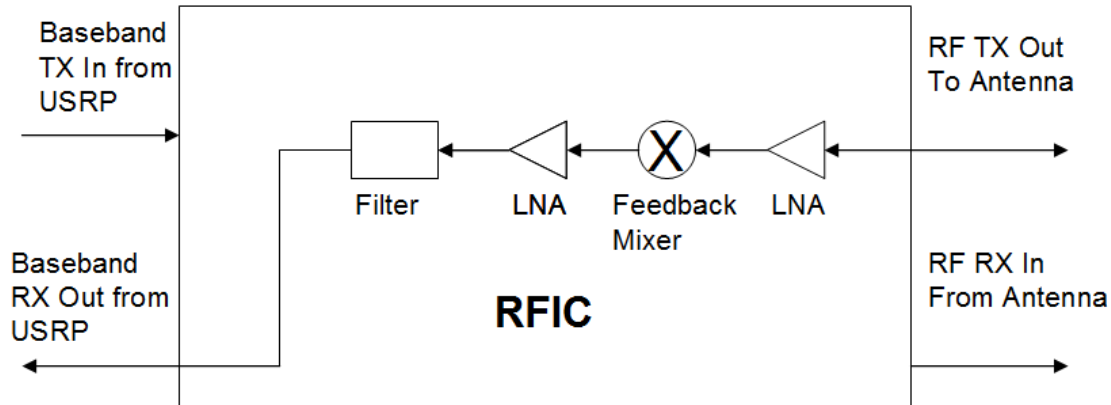 Baseband
TX In from
USRP
RF TX Out
To Antenna
X
Filter
LNA
Feedback
Mixer
LNA
Baseband
RX Out from
USRP
RF RX In
From Antenna
RFIC